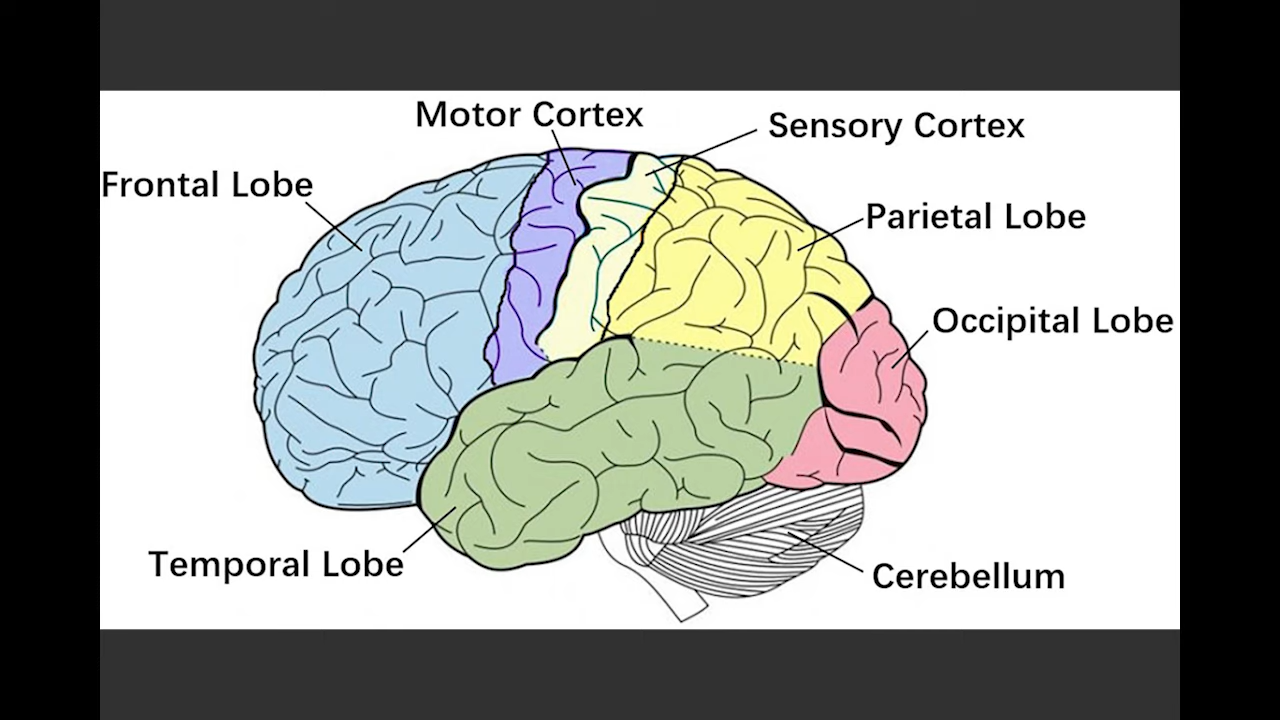 Motor Cortex
Sensory Cortex
Frontal Lobe
Parietal Lobe
Occipital Lobe
Temporal Lobe
Cerebellum